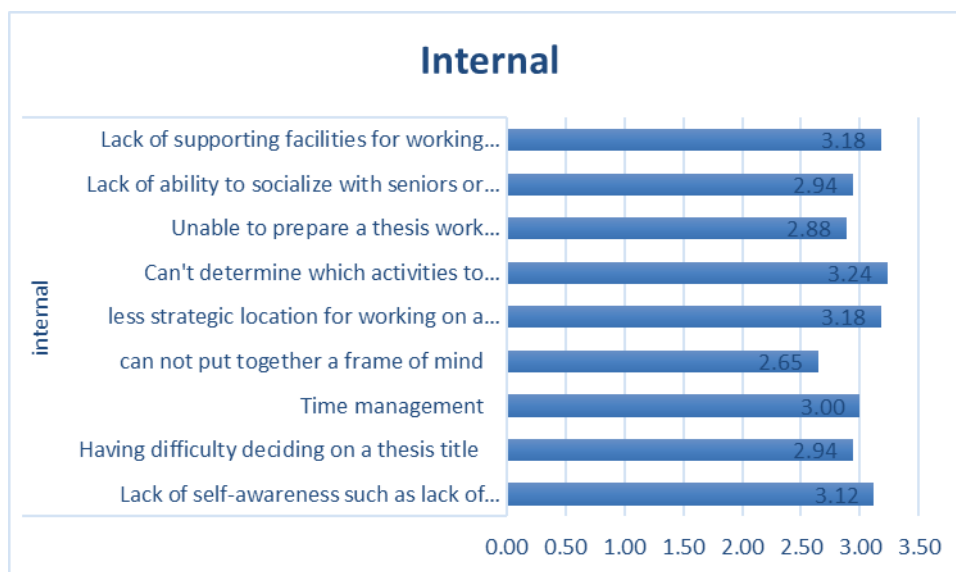 Internal
internal
Lack of supporting facilities for working... 3.18
Lack of ability to socialize with seniors or... 2.94
Unable to prepare a thesis work... 2.88
Can't determine which activities to... 3.24
less strategic location for working on a... 3.18
can not put together a frame of mind 2.65
Time management 3.00
Having difficulty deciding on a thesis title 2.94
Lack of self-awareness such as lack of... 3.12
0.00 0.50 1.00 1.50 2.00 2.50 3.00 3.50